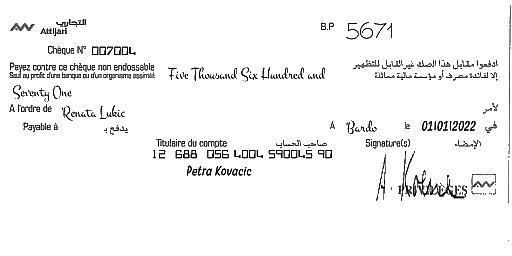 التجاري
Attijari
B.P 5671
Chèque N° 007004
Payez contre ce chèque non endossable
Sauf au profit d'une banque ou d'un organisme assimilé
Five Thousand Six Hundred and
ادفعوا مقابل هذا الصك غير القابل للتظهير
إلا لفائدة مصرف أو مؤسسة مالية مماثلة
Seventy One
A l'ordre de Renata Lukic
لأمر
Payable à
يدفع بـ
A Bardo le 01/01/2022 في
Titulaire du compte صاحب الحساب
Signature(s) الإمضاء
12 688 056 4004 590045 90
Petra Kovacic
PRIVILÈGES